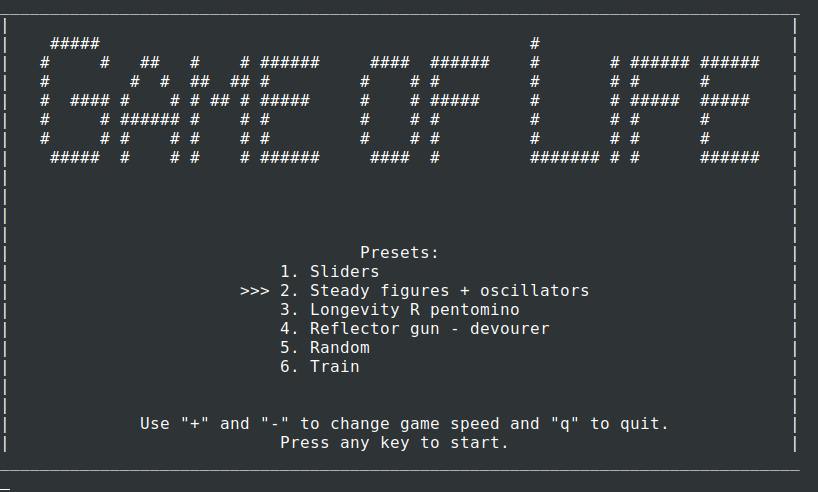 GAME OF LIFE
Presets:
1. Sliders
>>> 2. Steady figures + oscillators
3. Longevity R pentomino
4. Reflector gun - devourer
5. Random
6. Train
Use "+" and "-" to change game speed and "q" to quit.
Press any key to start.